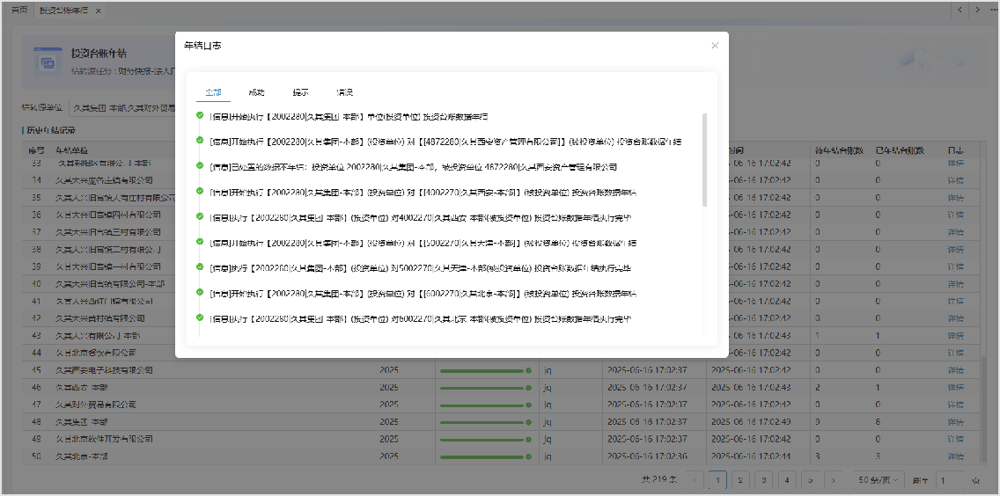 首页 投资台账年结 ×
投资台账年结
结转源任务：财务快报-法人口
结转源单位 久其集团-本部,久其对外贸易
历史年结记录
年结日志
全部 成功 提示 错误
[信息]开始执行【2002280|久其集团-本部】单位(投资单位) 投资台账数据年结
[信息]开始执行【2002280|久其集团-本部】(投资单位) 对【[4872280|久其西安资产管理有限公司]】(被投资单位) 投资台账数据年结
[信息]已处置的数据不年结：投资单位 2002280|久其集团-本部，被投资单位 4872280|久其西安资产管理有限公司
[信息]开始执行【2002280|久其集团-本部】(投资单位) 对【[4002270|久其西安-本部]】(被投资单位) 投资台账数据年结
[信息]执行【2002280|久其集团-本部】(投资单位) 对4002270|久其西安-本部(被投资单位) 投资台账数据年结执行完毕
[信息]开始执行【2002280|久其集团-本部】(投资单位) 对【[5002270|久其天津-本部]】(被投资单位) 投资台账数据年结
[信息]执行【2002280|久其集团-本部】(投资单位) 对5002270|久其天津-本部(被投资单位) 投资台账数据年结执行完毕
[信息]开始执行【2002280|久其集团-本部】(投资单位) 对【[6002270|久其北京-本部]】(被投资单位) 投资台账数据年结
[信息]执行【2002280|久其集团-本部】(投资单位) 对6002270|久其北京-本部(被投资单位) 投资台账数据年结执行完毕
序号 年结单位 时间 待年结台账数 已年结台账数 日志
33 久其朝阳区有限公司-本部 -06-16 17:02:42 0 0 详情
34 久其大兴庞各庄镇有限公司 -06-16 17:02:42 0 0 详情
35 久其大兴旧宫镇大有庄村有限公司 -06-16 17:02:42 0 0 详情
36 久其大兴旧宫镇四村有限公司 -06-16 17:02:42 0 0 详情
37 久其大兴旧宫镇三村有限公司 -06-16 17:02:42 0 0 详情
38 久其大兴旧宫镇二村有限公司 -06-16 17:02:42 0 0 详情
39 久其大兴旧宫镇一村有限公司 -06-16 17:02:42 0 0 详情
40 久其大兴旧宫镇有限公司-本部 -06-16 17:02:42 0 0 详情
41 久其大兴西红门镇有限公司 -06-16 17:02:42 0 0 详情
42 久其大兴黄村镇有限公司 -06-16 17:02:42 0 0 详情
43 久其大兴有限公司-本部 -06-16 17:02:43 1 1 详情
44 久其北京餐饮有限公司 -06-16 17:02:42 0 0 详情
45 久其西安电子科技有限公司 2025 jq 2025-06-16 17:02:37 2025-06-16 17:02:42 0 0 详情
46 久其西安-本部 2025 jq 2025-06-16 17:02:37 2025-06-16 17:02:43 2 1 详情
47 久其对外贸易有限公司 2025 jq 2025-06-16 17:02:37 2025-06-16 17:02:42 0 0 详情
48 久其集团-本部 2025 jq 2025-06-16 17:02:37 2025-06-16 17:02:49 9 8 详情
49 久其北京软件开发有限公司 2025 jq 2025-06-16 17:02:37 2025-06-16 17:02:42 0 0 详情
50 久其北京-本部 2025 jq 2025-06-16 17:02:36 2025-06-16 17:02:44 3 3 详情
共 219 条 < 1 2 3 4 5 > 50 条/页 跳至 1 页